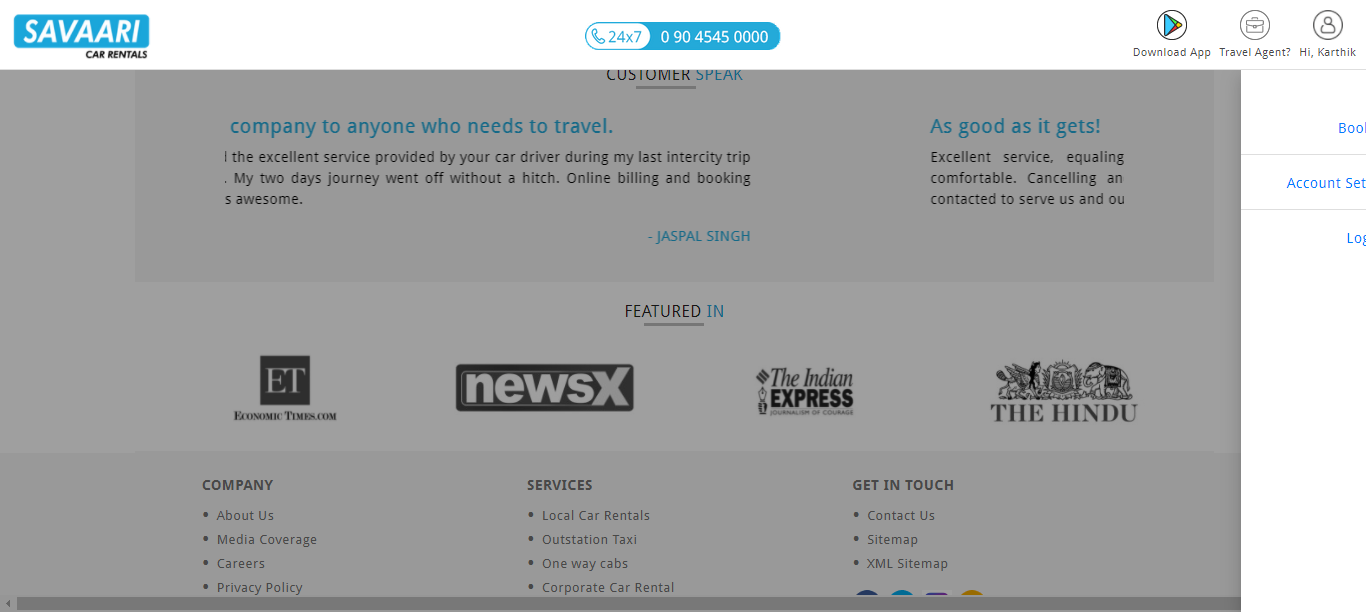 SAVAARI
CAR RENTALS
24x7 0 90 4545 0000
Download App
Travel Agent?
Hi, Karthik
CUSTOMER SPEAK
company to anyone who needs to travel.
l the excellent service provided by your car driver during my last intercity trip
. My two days journey went off without a hitch. Online billing and booking
s awesome.
- JASPAL SINGH
As good as it gets!
Excellent service, equaling
comfortable. Cancelling an
contacted to serve us and ou
Book
Account Set
Log
FEATURED IN
ET
ECONOMIC TIMES.COM
newsX
The Indian
EXPRESS
JOURNALISM OF COURAGE
THE HINDU
COMPANY
• About Us
• Media Coverage
• Careers
• Privacy Policy
SERVICES
• Local Car Rentals
• Outstation Taxi
• One way cabs
• Corporate Car Rental
GET IN TOUCH
• Contact Us
• Sitemap
• XML Sitemap